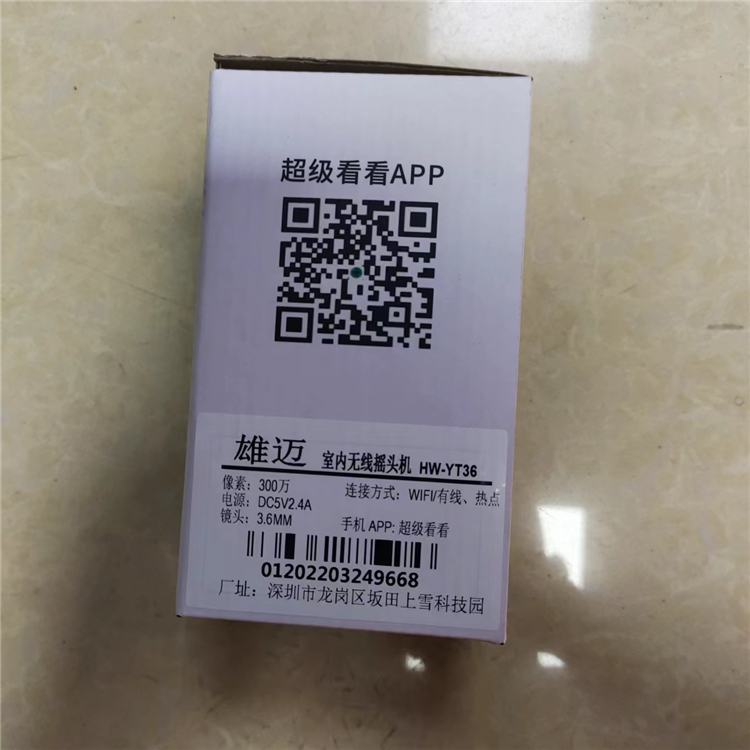 超级看看APP
雄迈 室内无线摇头机 HW-YT36
像素：300万 连接方式：WIFI/有线、热点
电源：DC5V2.4A
镜头：3.6MM 手机 APP: 超级看看
01202203249668
厂址：深圳市龙岗区坂田上雪科技园